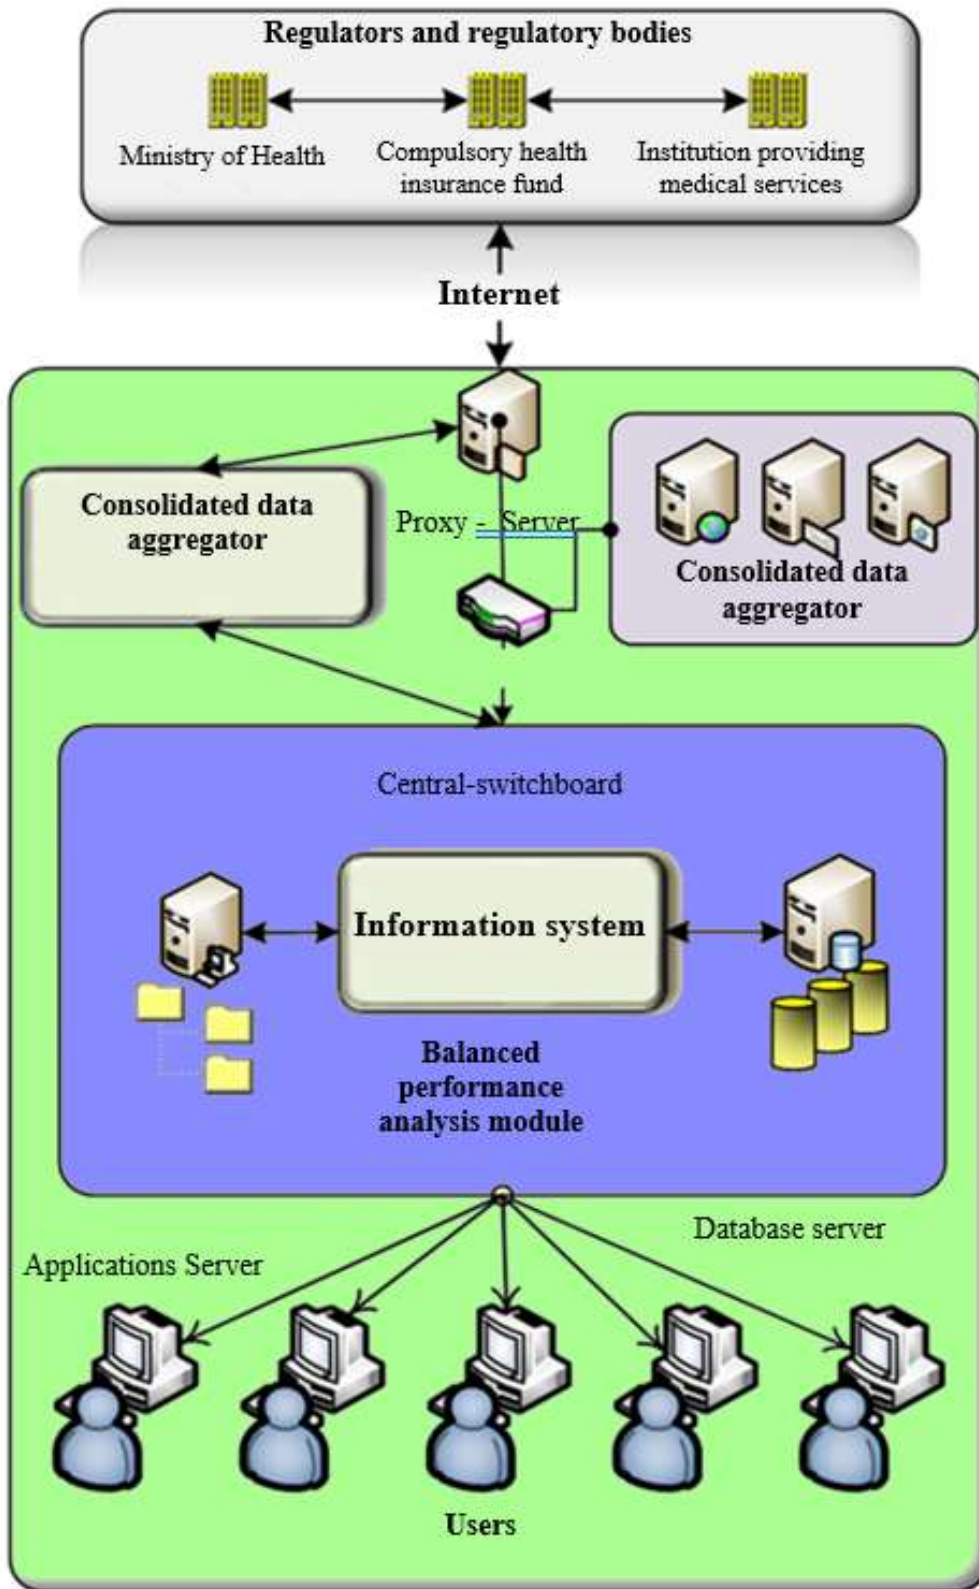 Regulators and regulatory bodies
Ministry of Health
Compulsory health
insurance fund
Institution providing
medical services
Internet
Consolidated data
aggregator
Proxy - Server
Consolidated data
aggregator
Central-switchboard
Information system
Balanced
performance
analysis module
Database server
Applications Server
Users